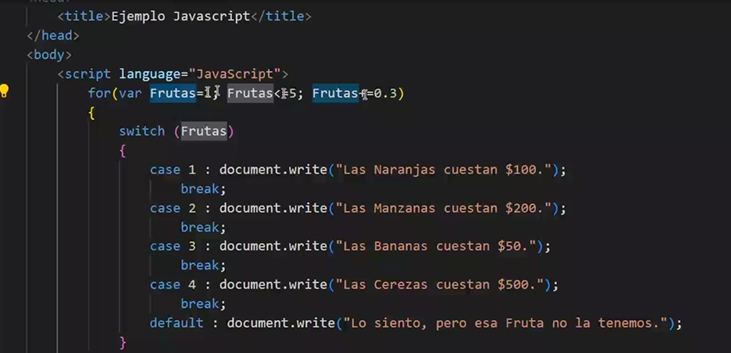 <title>Ejemplo Javascript</title>
</head>
<body>
<script language="JavaScript">
for(var Frutas=1; Frutas<=5; Frutas+=0.3)
{
switch (Frutas)
{
case 1 : document.write("Las Naranjas cuestan $100.");
break;
case 2 : document.write("Las Manzanas cuestan $200.");
break;
case 3 : document.write("Las Bananas cuestan $50.");
break;
case 4 : document.write("Las Cerezas cuestan $500.");
break;
default : document.write("Lo siento, pero esa Fruta no la tenemos.");
}